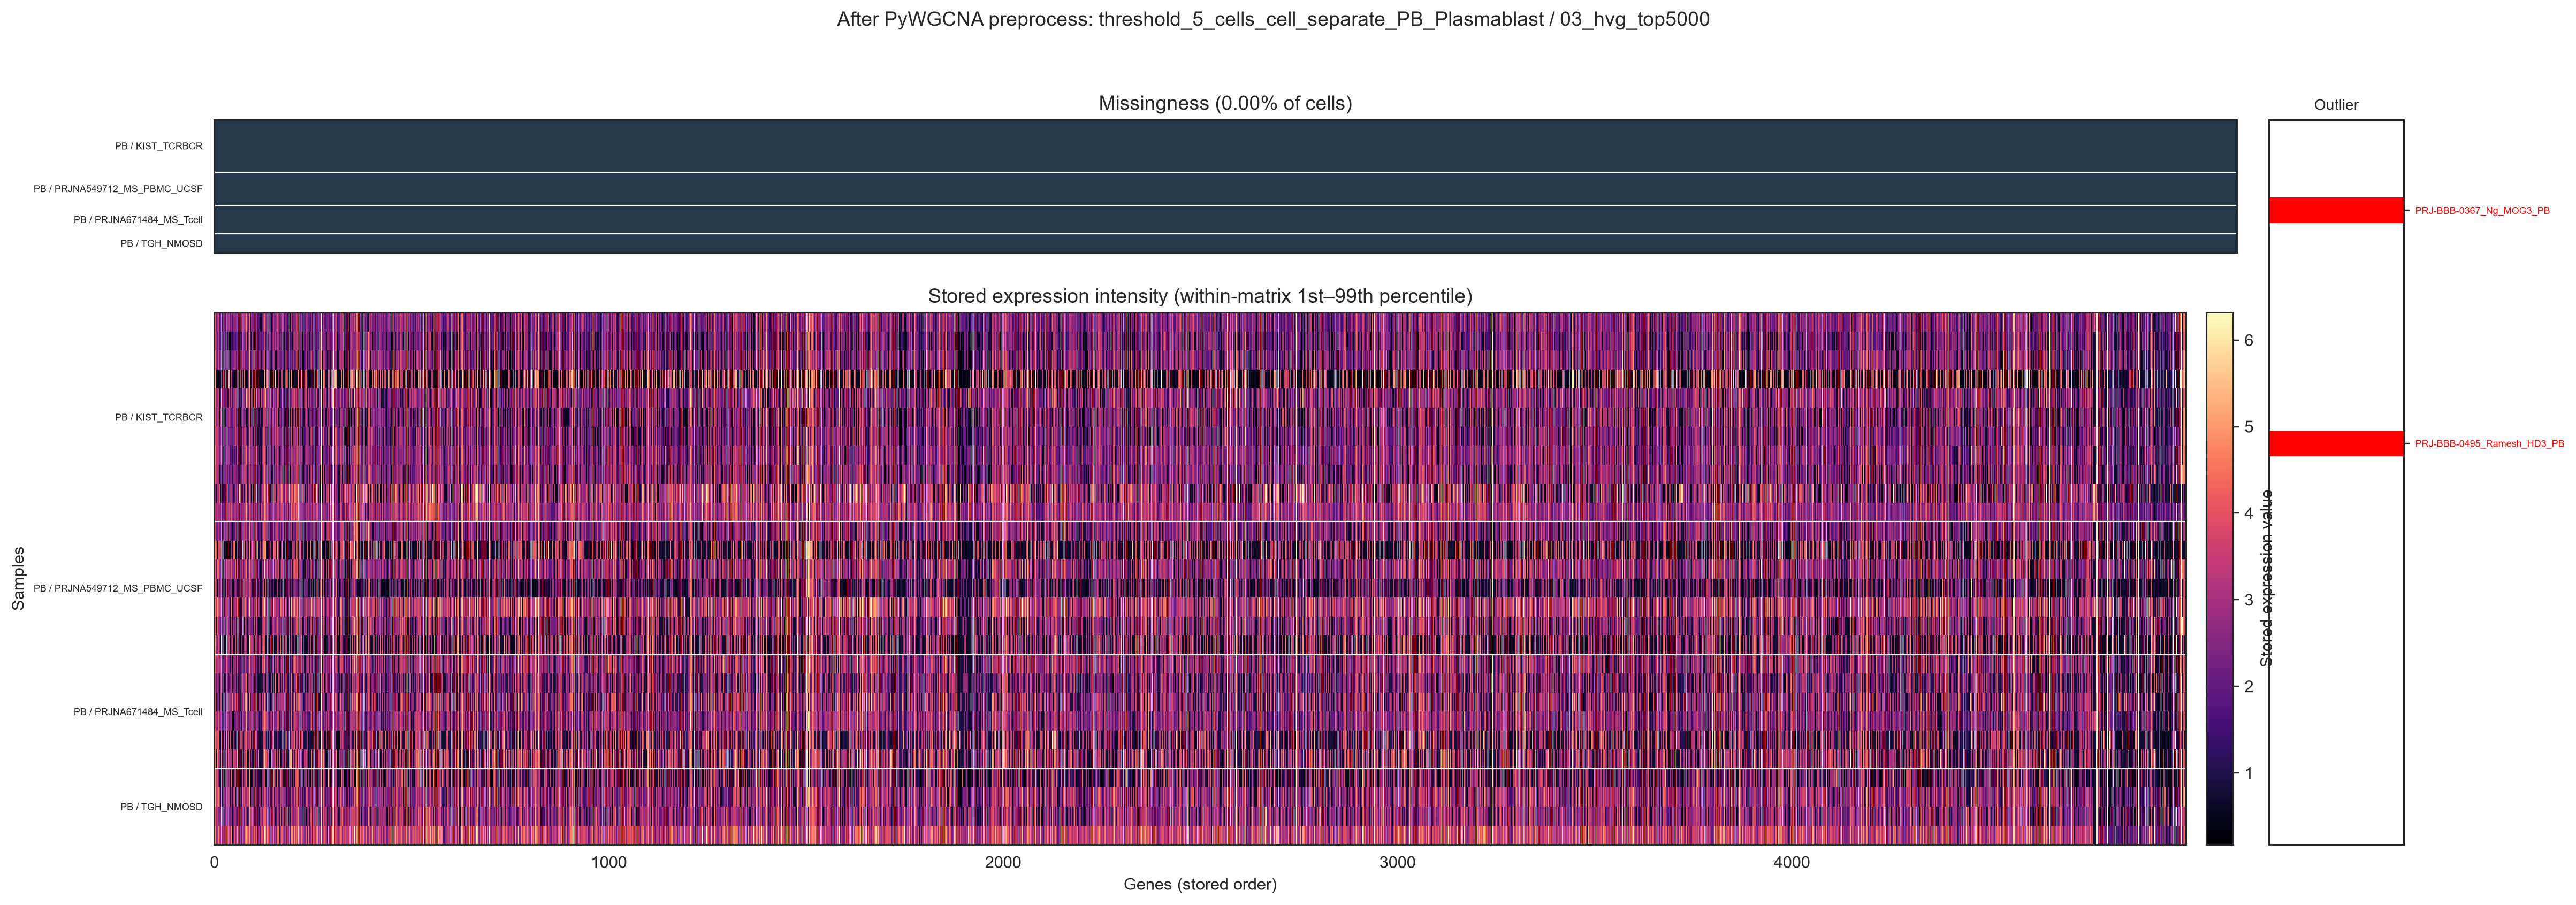 After PyWGCNA preprocess: threshold_5_cells_cell_separate_PB_Plasmablast / 03_hvg_top5000
Missingness (0.00% of cells)
Outlier
PB / KIST_TCRBCR
PB / PRJNA549712_MS_PBMC_UCSF
PB / PRJNA671484_MS_Tcell
PB / TGH_NMOSD
PRJ-BBB-0367_Ng_MOG3_PB
PRJ-BBB-0495_Ramesh_HD3_PB
Stored expression intensity (within-matrix 1st–99th percentile)
Samples
PB / KIST_TCRBCR
PB / PRJNA549712_MS_PBMC_UCSF
PB / PRJNA671484_MS_Tcell
PB / TGH_NMOSD
6
5
4
3
2
1
Stored expression value
0 1000 2000 3000 4000
Genes (stored order)